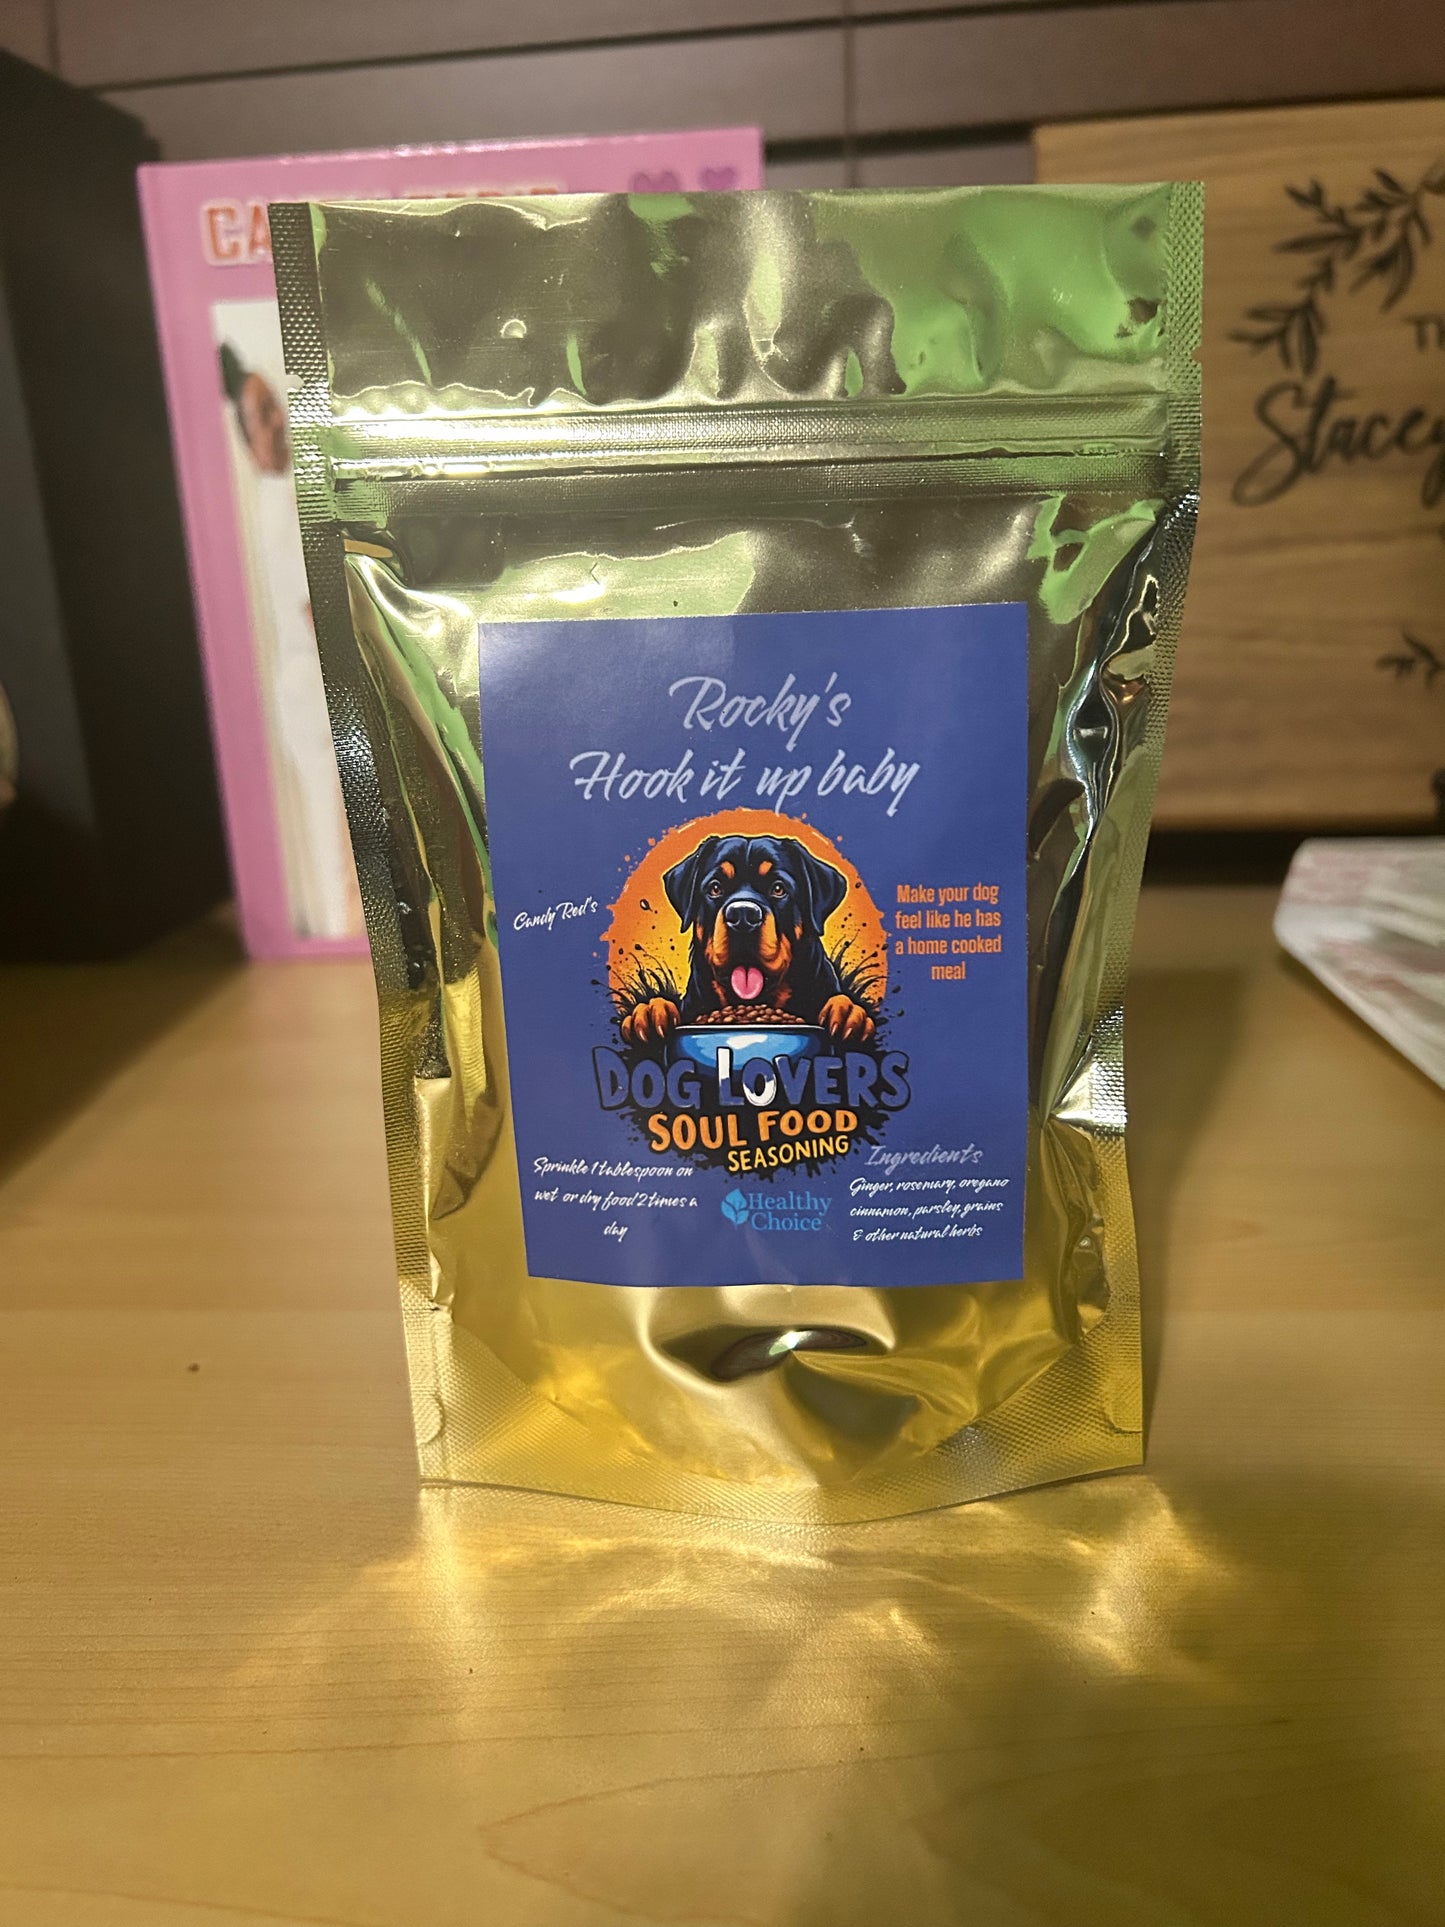 CA
Stacey
Rocky's
Hook it up baby
Candy Red's
Make your dog
feel like he has
a home cooked
meal
DOG LOVERS
SOUL FOOD
SEASONING
Sprinkle 1 tablespoon on
wet or dry food 2 times a
day
Healthy
Choice
Ingredients
Ginger, rosemary, oregano
cinnamon, parsley, grains
& other natural herbs